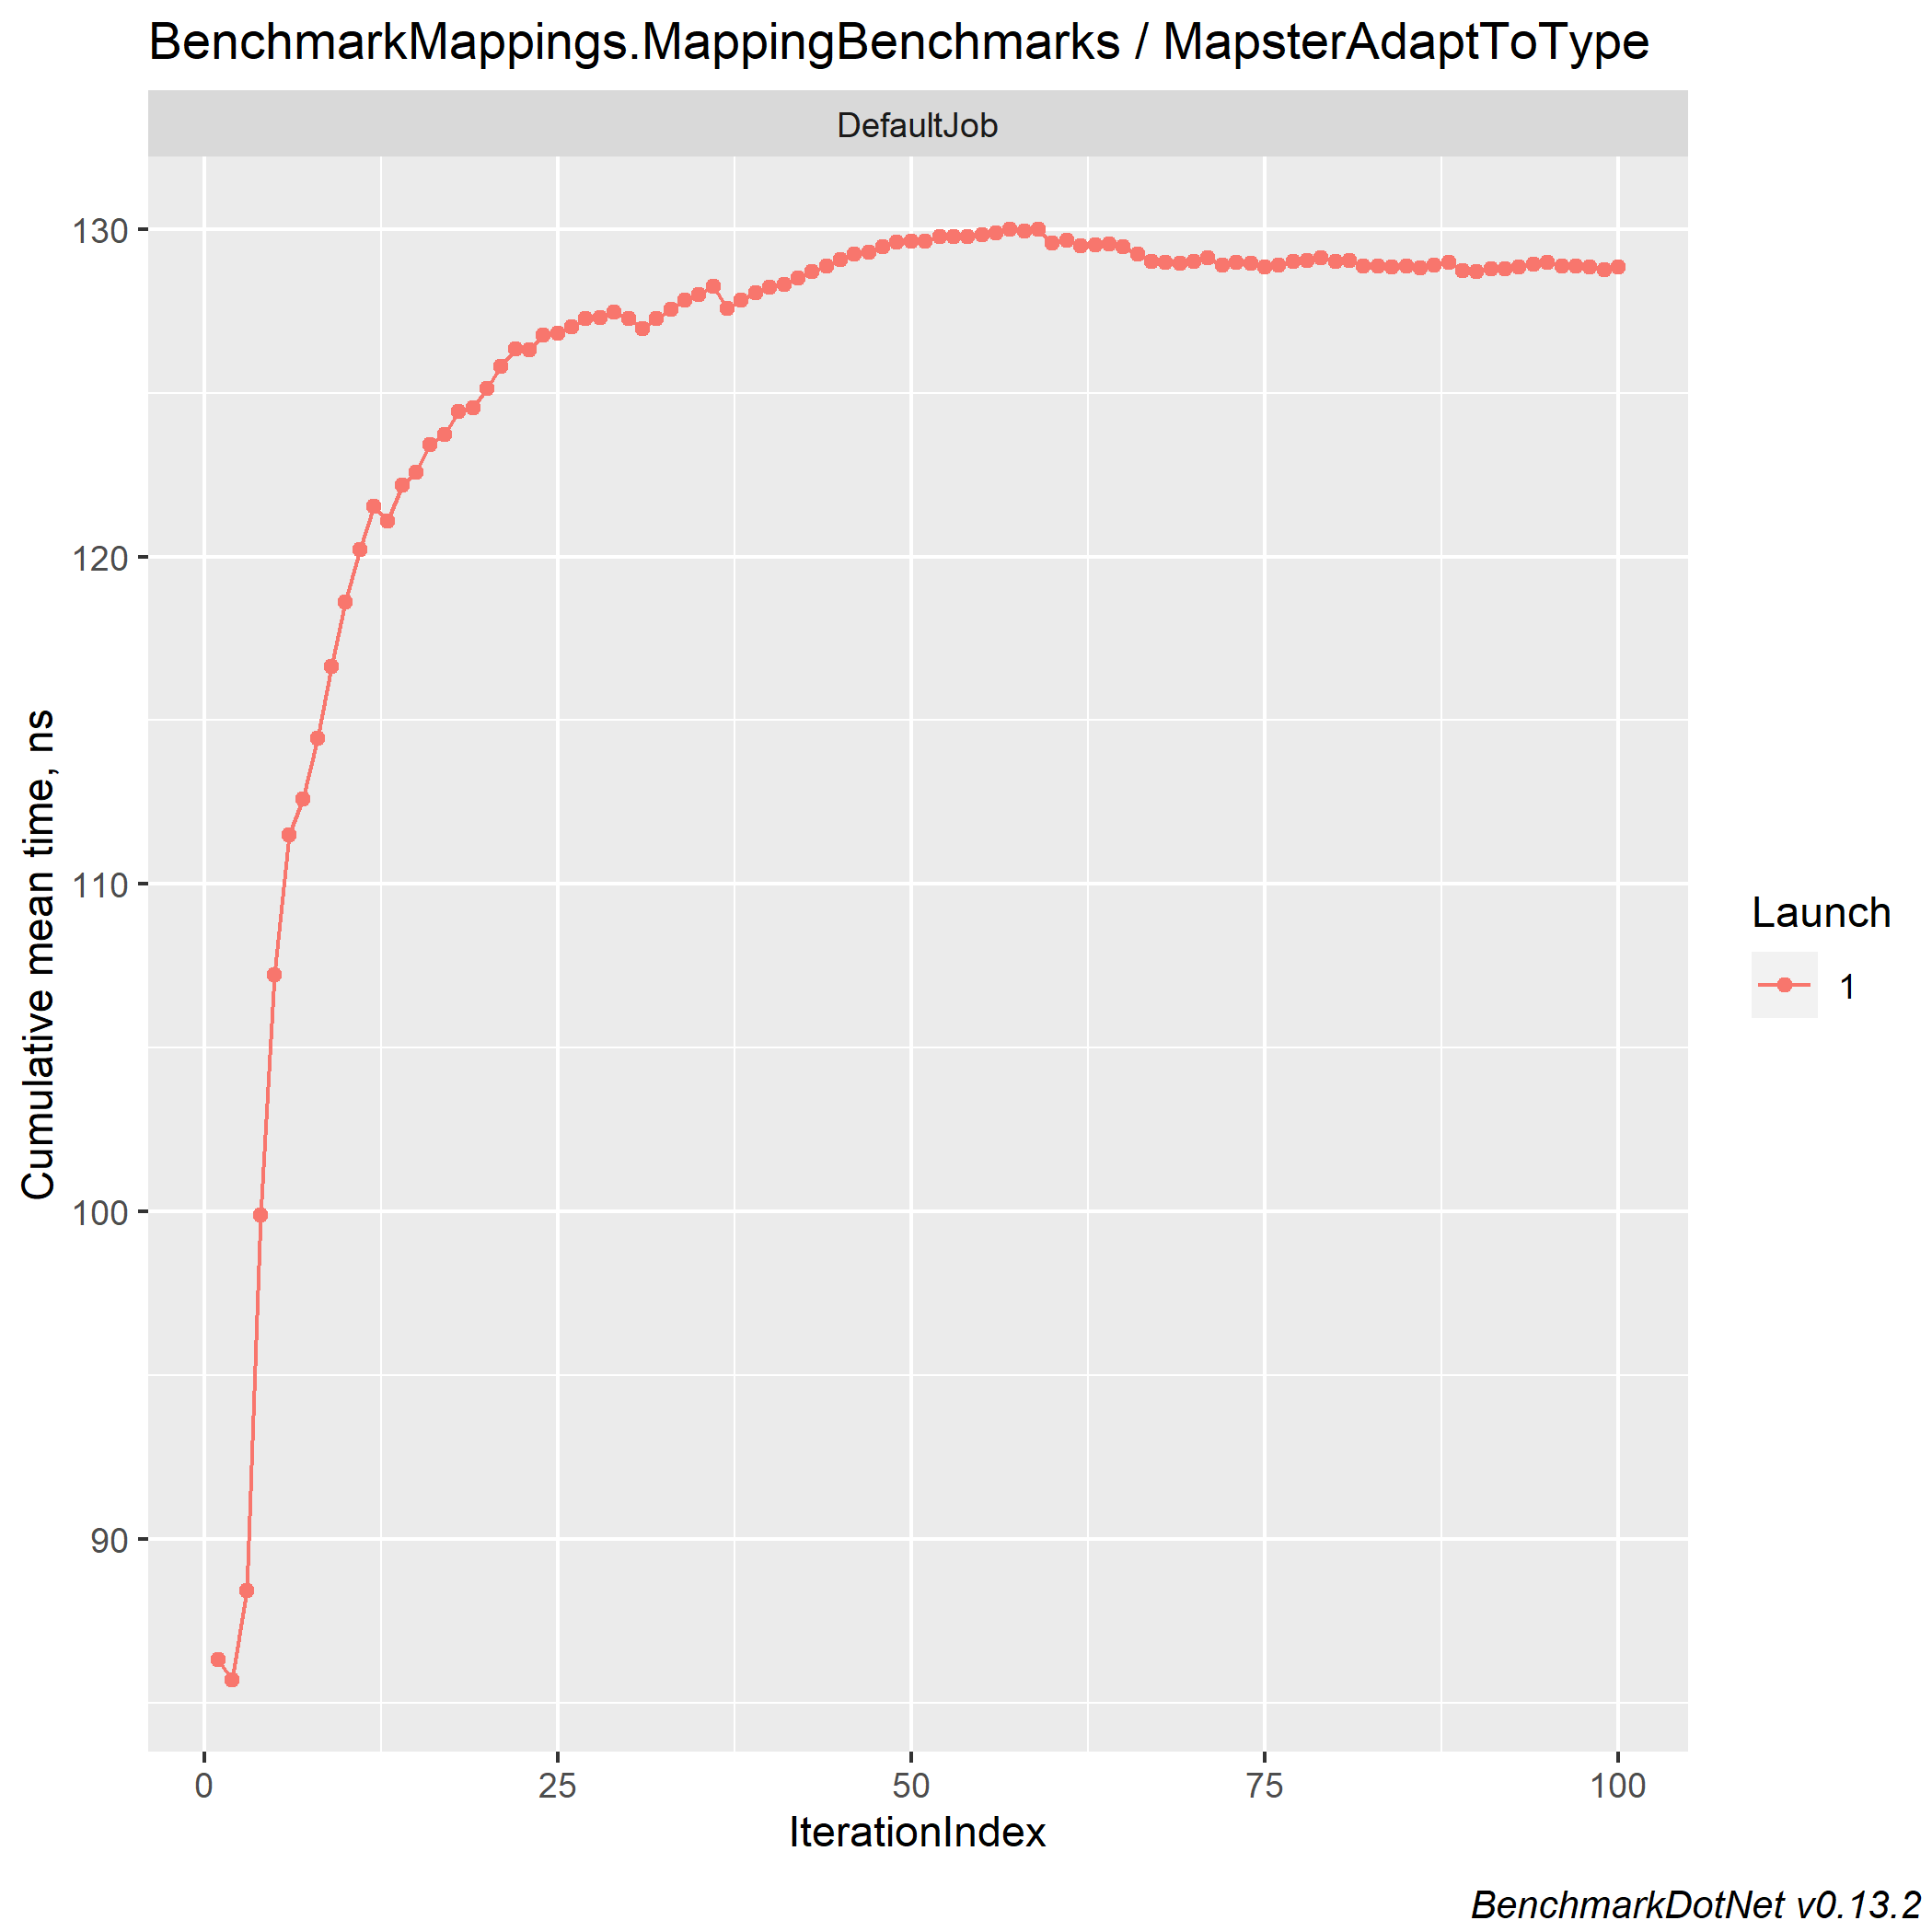 BenchmarkMappings.MappingBenchmarks / MapsterAdaptToType
DefaultJob
Cumulative mean time, ns
130
120
110
100
90
0 25 50 75 100
IterationIndex
Launch
1
BenchmarkDotNet v0.13.2